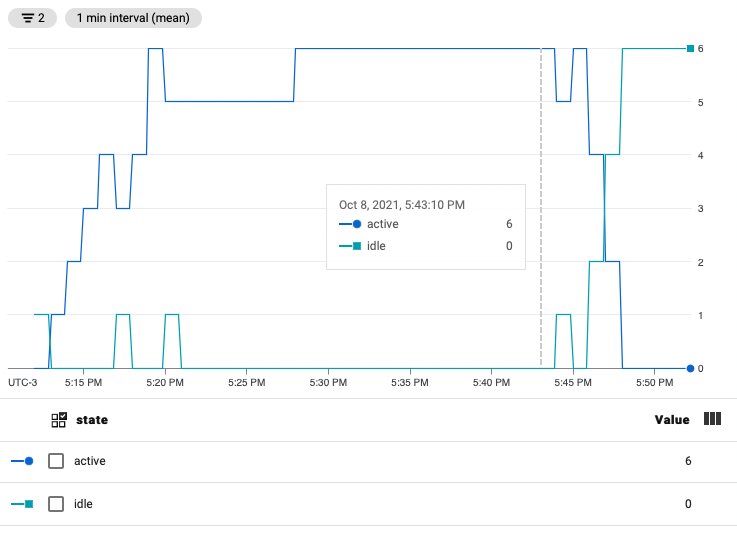 2 1 min interval (mean)
6
5
4
3
2
1
0
Oct 8, 2021, 5:43:10 PM
active 6
idle 0
UTC-3 5:15 PM 5:20 PM 5:25 PM 5:30 PM 5:35 PM 5:40 PM 5:45 PM 5:50 PM
state Value
active 6
idle 0